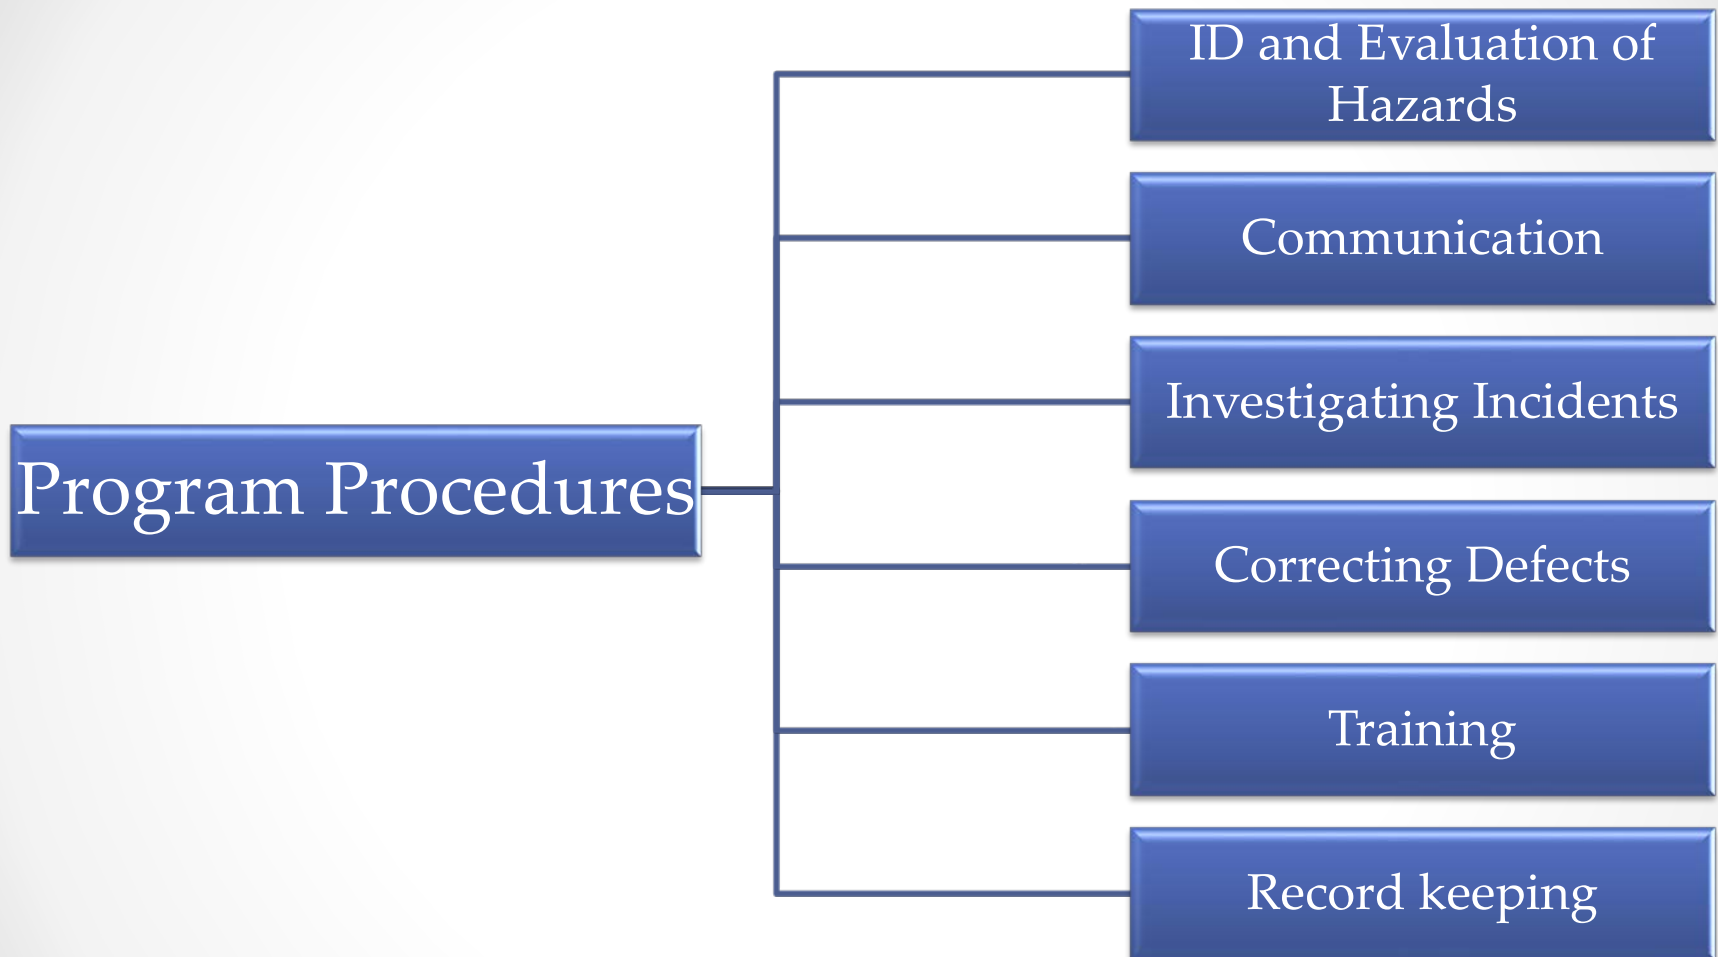 ID and Evaluation of
Hazards
Communication
Investigating Incidents
Program Procedures
Correcting Defects
Training
Record keeping